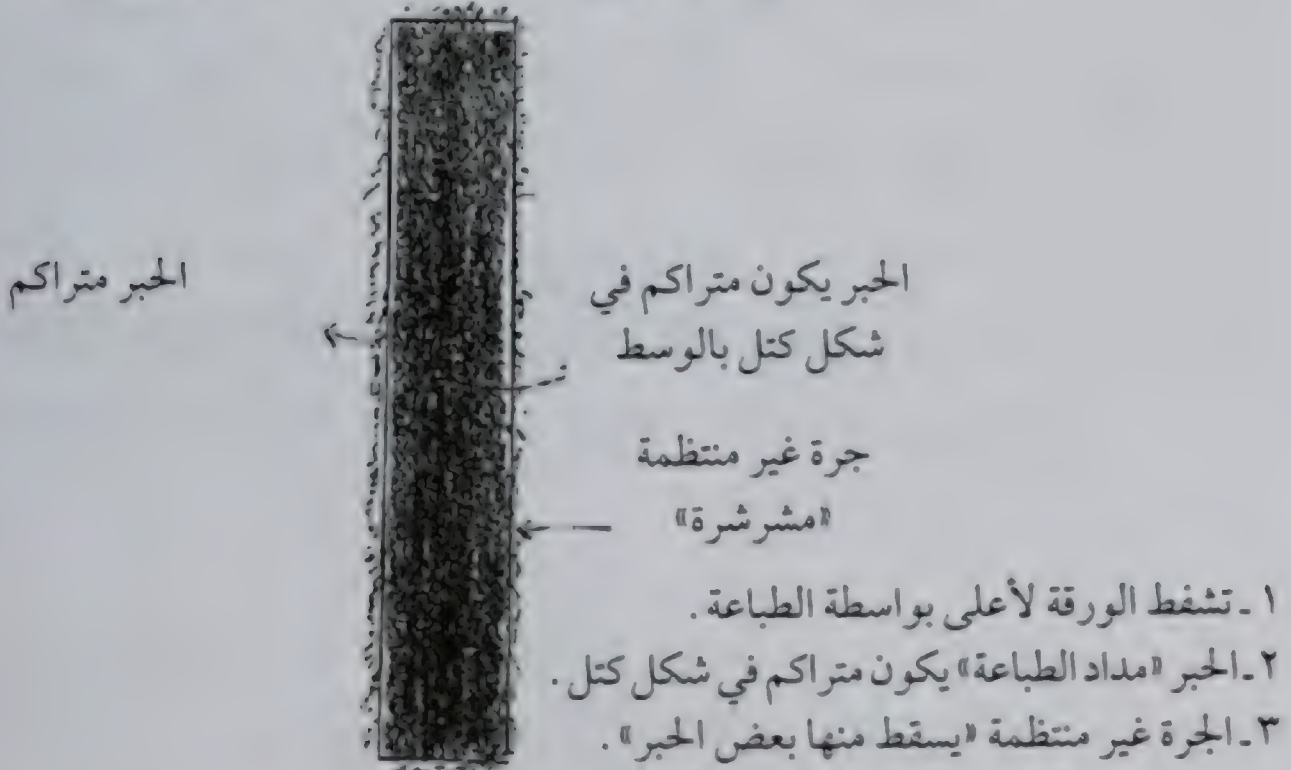 الحبر يكون متراكم في
شكل كتل بالوسط
الحبر متراكم
جرة غير منتظمة
«مشرشرة»
١ ـ تشفط الورقة لأعلى بواسطة الطباعة .
٢ ـ الحبر «مداد الطباعة» يكون متراكم في شكل كتل .
٣ ـ الجرة غير منتظمة «يسقط منها بعض الحبر» .